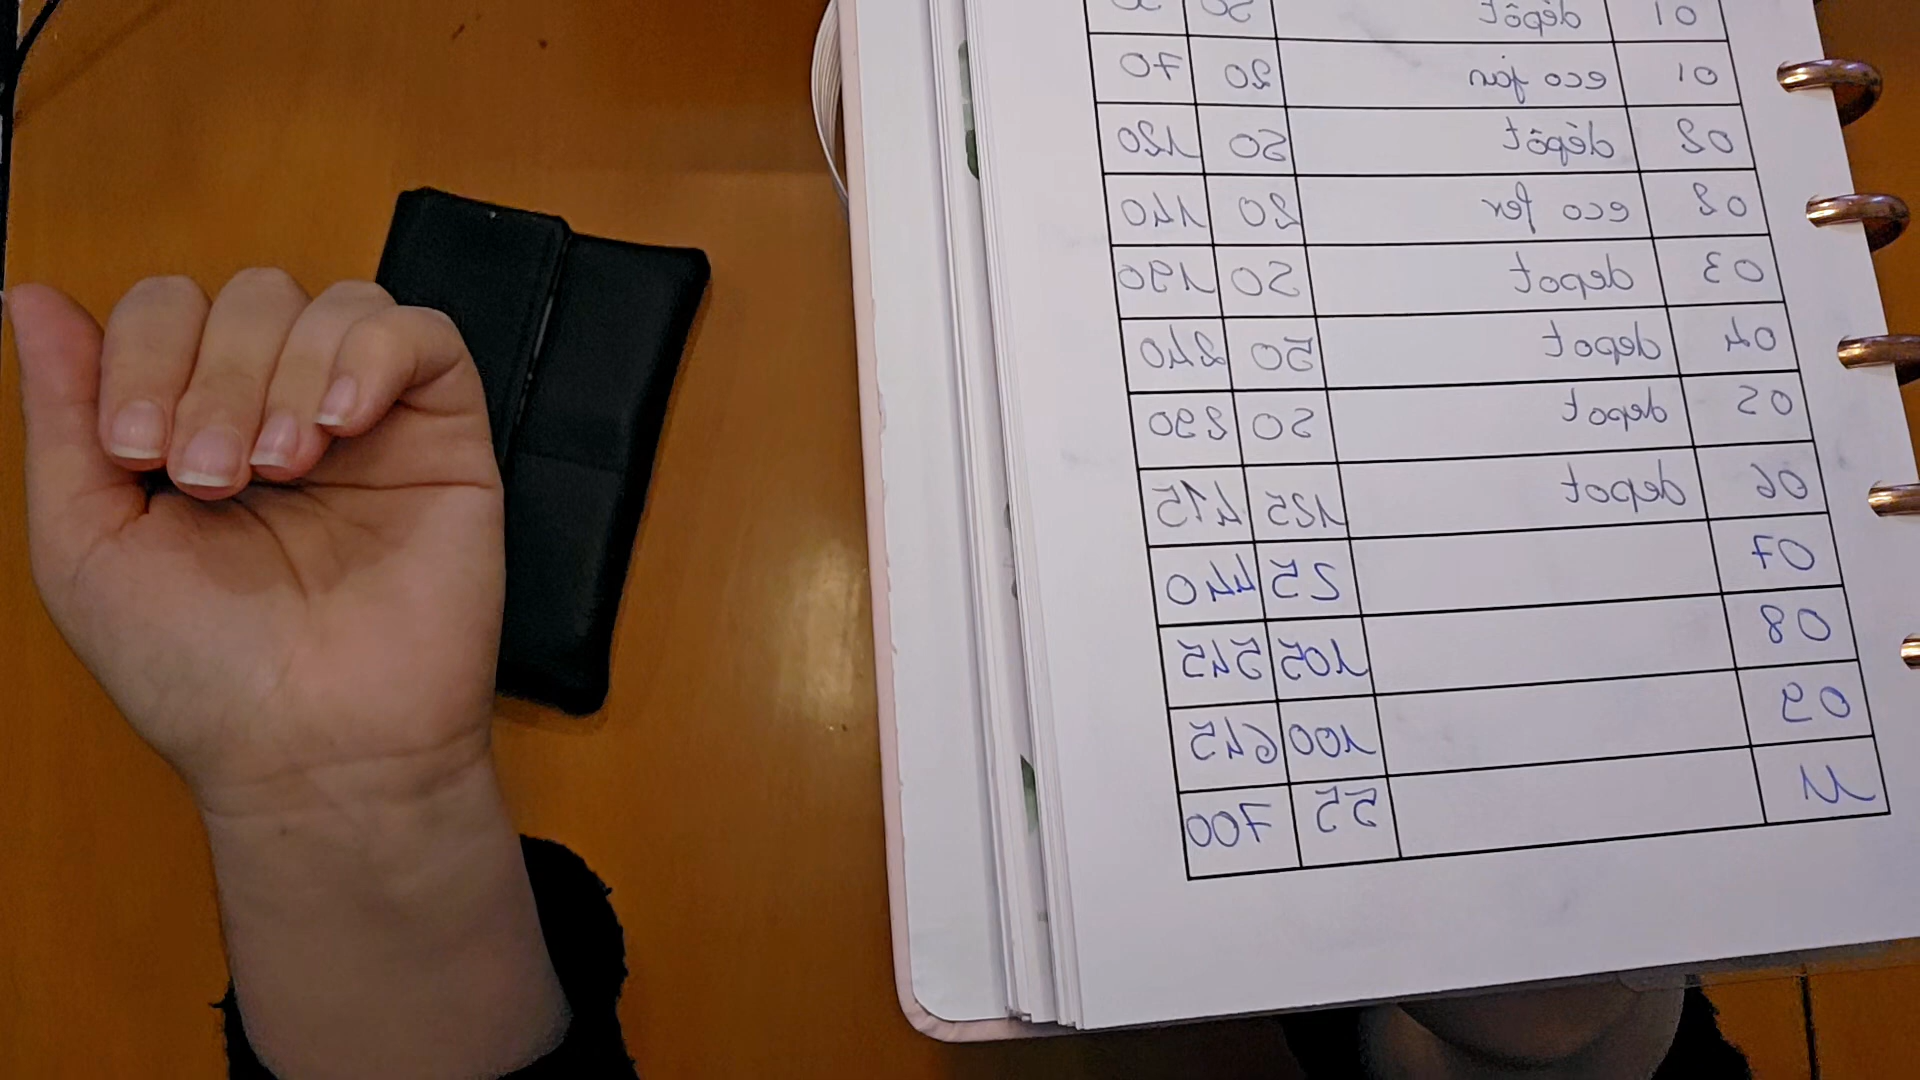 01 dépôt 50
01 eco jan 20 70
02 dépôt 50 120
02 eco fev 20 140
03 depot 50 190
04 depot 50 240
05 depot 50 290
06 depot 125 415
07 25 440
08 105 545
09 100 645
11 55 700